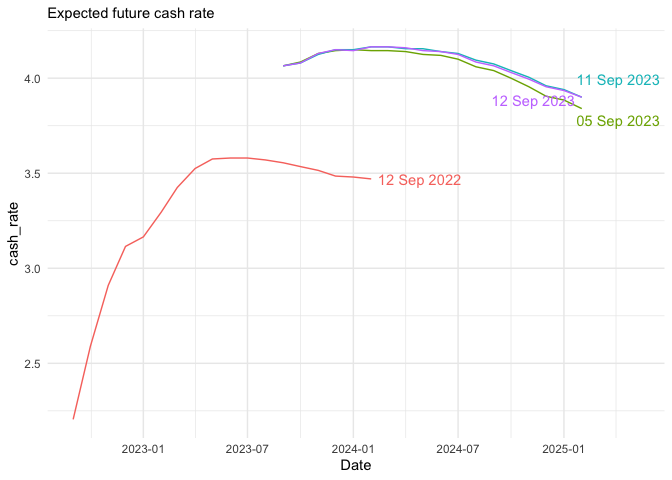 Expected future cash rate
4.0
3.5
3.0
2.5
cash_rate
11 Sep 2023
12 Sep 2023
05 Sep 2023
12 Sep 2022
2023-01
2023-07
2024-01
2024-07
2025-01
Date